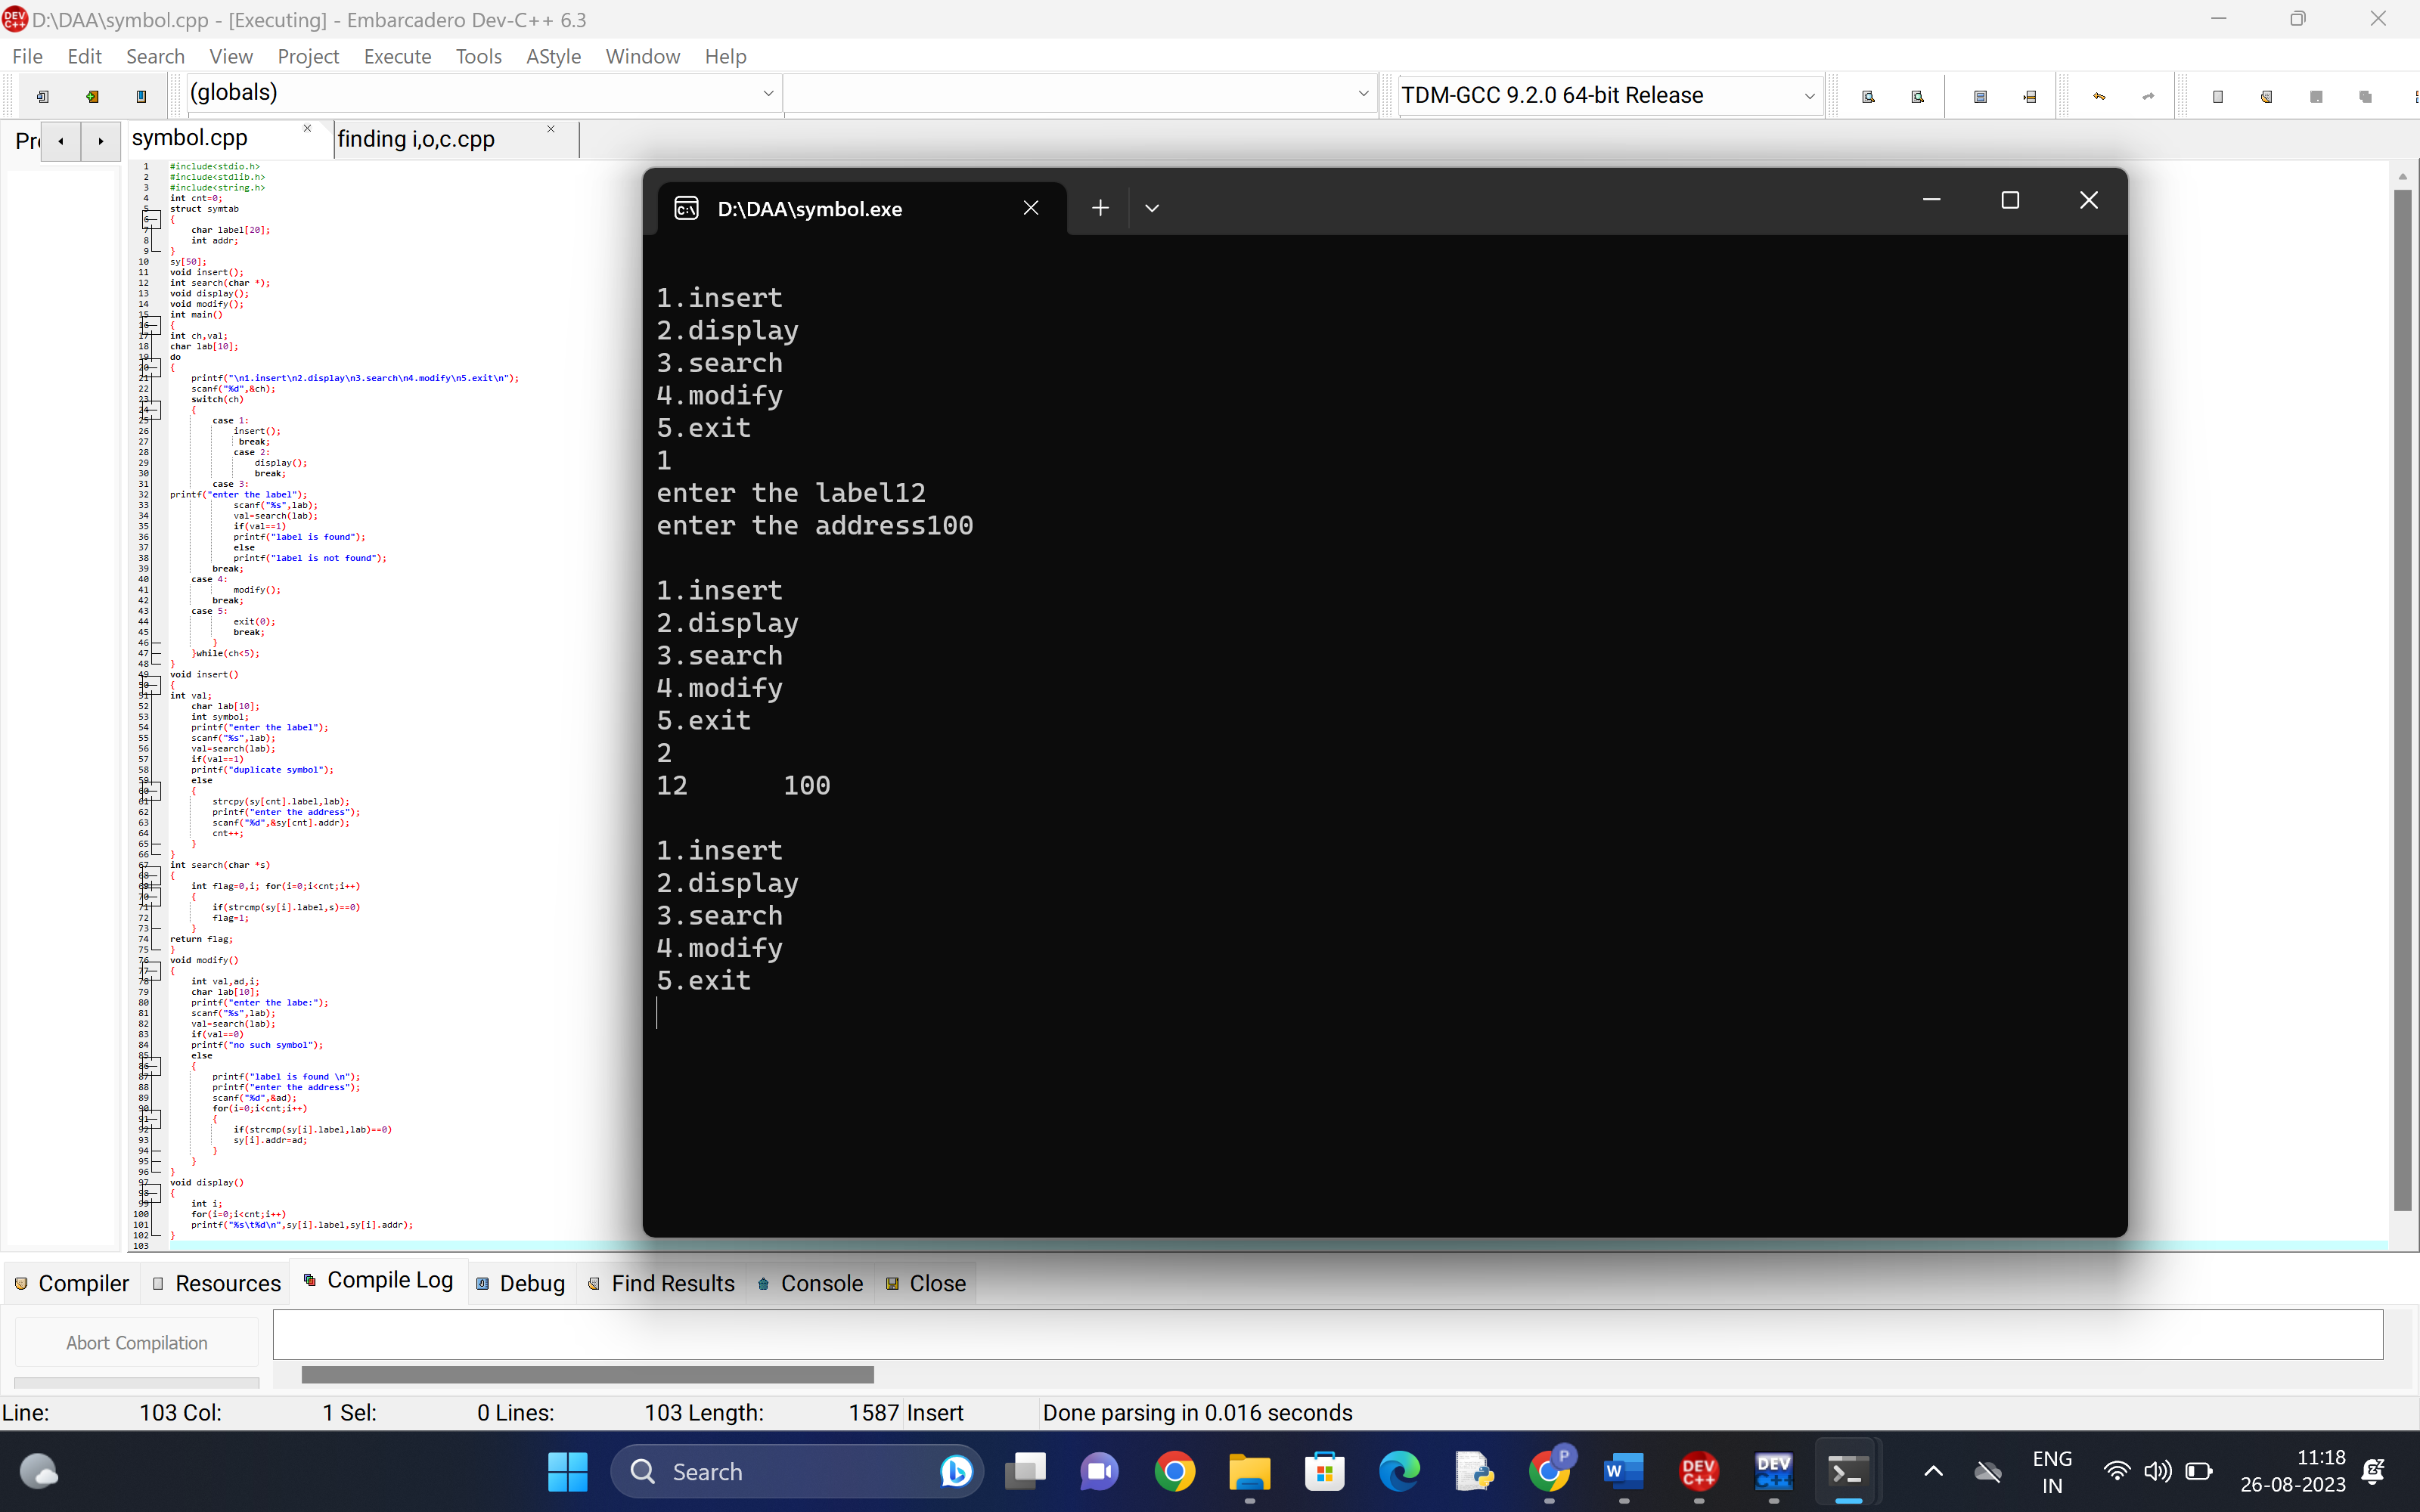 D:\DAA\symbol.cpp - [Executing] - Embarcadero Dev-C++ 6.3
File Edit Search View Project Execute Tools AStyle Window Help
(globals)
TDM-GCC 9.2.0 64-bit Release
symbol.cpp
finding i,o,c.cpp
1 #include<stdio.h>
2 #include<stdlib.h>
3 #include<string.h>
4 int cnt=0;
5 struct symtab
6 {
7 char label[20];
8 int addr;
9 }
10 sy[50];
11 void insert();
12 int search(char *);
13 void display();
14 void modify();
15 int main()
16 {
17 int ch,val;
18 char lab[10];
19 do
20 {
21 printf("\n1.insert\n2.display\n3.search\n4.modify\n5.exit\n");
22 scanf("%d",&ch);
23 switch(ch)
24 {
25 case 1:
26 insert();
27 break;
28 case 2:
29 display();
30 break;
31 case 3:
32 printf("enter the label");
33 scanf("%s",lab);
34 val=search(lab);
35 if(val==1)
36 printf("label is found");
37 else
38 printf("label is not found");
39 break;
40 case 4:
41 modify();
42 break;
43 case 5:
44 exit(0);
45 break;
46 }
47 }while(ch<5);
48 }
49 void insert()
50 {
51 int val;
52 char lab[10];
53 int symbol;
54 printf("enter the label");
55 scanf("%s",lab);
56 val=search(lab);
57 if(val==1)
58 printf("duplicate symbol");
59 else
60 {
61 strcpy(sy[cnt].label,lab);
62 printf("enter the address");
63 scanf("%d",&sy[cnt].addr);
64 cnt++;
65 }
66 }
67 int search(char *s)
68 {
69 int flag=0,i; for(i=0;i<cnt;i++)
70 {
71 if(strcmp(sy[i].label,s)==0)
72 flag=1;
73 }
74 return flag;
75 }
76 void modify()
77 {
78 int val,ad,i;
79 char lab[10];
80 printf("enter the labe:");
81 scanf("%s",lab);
82 val=search(lab);
83 if(val==0)
84 printf("no such symbol");
85 else
86 {
87 printf("label is found \n");
88 printf("enter the address");
89 scanf("%d",&ad);
90 for(i=0;i<cnt;i++)
91 {
92 if(strcmp(sy[i].label,lab)==0)
93 sy[i].addr=ad;
94 }
95 }
96 }
97 void display()
98 {
99 int i;
100 for(i=0;i<cnt;i++)
101 printf("%s\t%d\n",sy[i].label,sy[i].addr);
102 }
103
D:\DAA\symbol.exe
1.insert
2.display
3.search
4.modify
5.exit
1
enter the label12
enter the address100
1.insert
2.display
3.search
4.modify
5.exit
2
12 100
1.insert
2.display
3.search
4.modify
5.exit
Compiler Resources Compile Log Debug Find Results Console Close
Abort Compilation
Line: 103 Col: 1 Sel: 0 Lines: 103 Length: 1587 Insert Done parsing in 0.016 seconds
Search
ENG
IN
11:18
26-08-2023